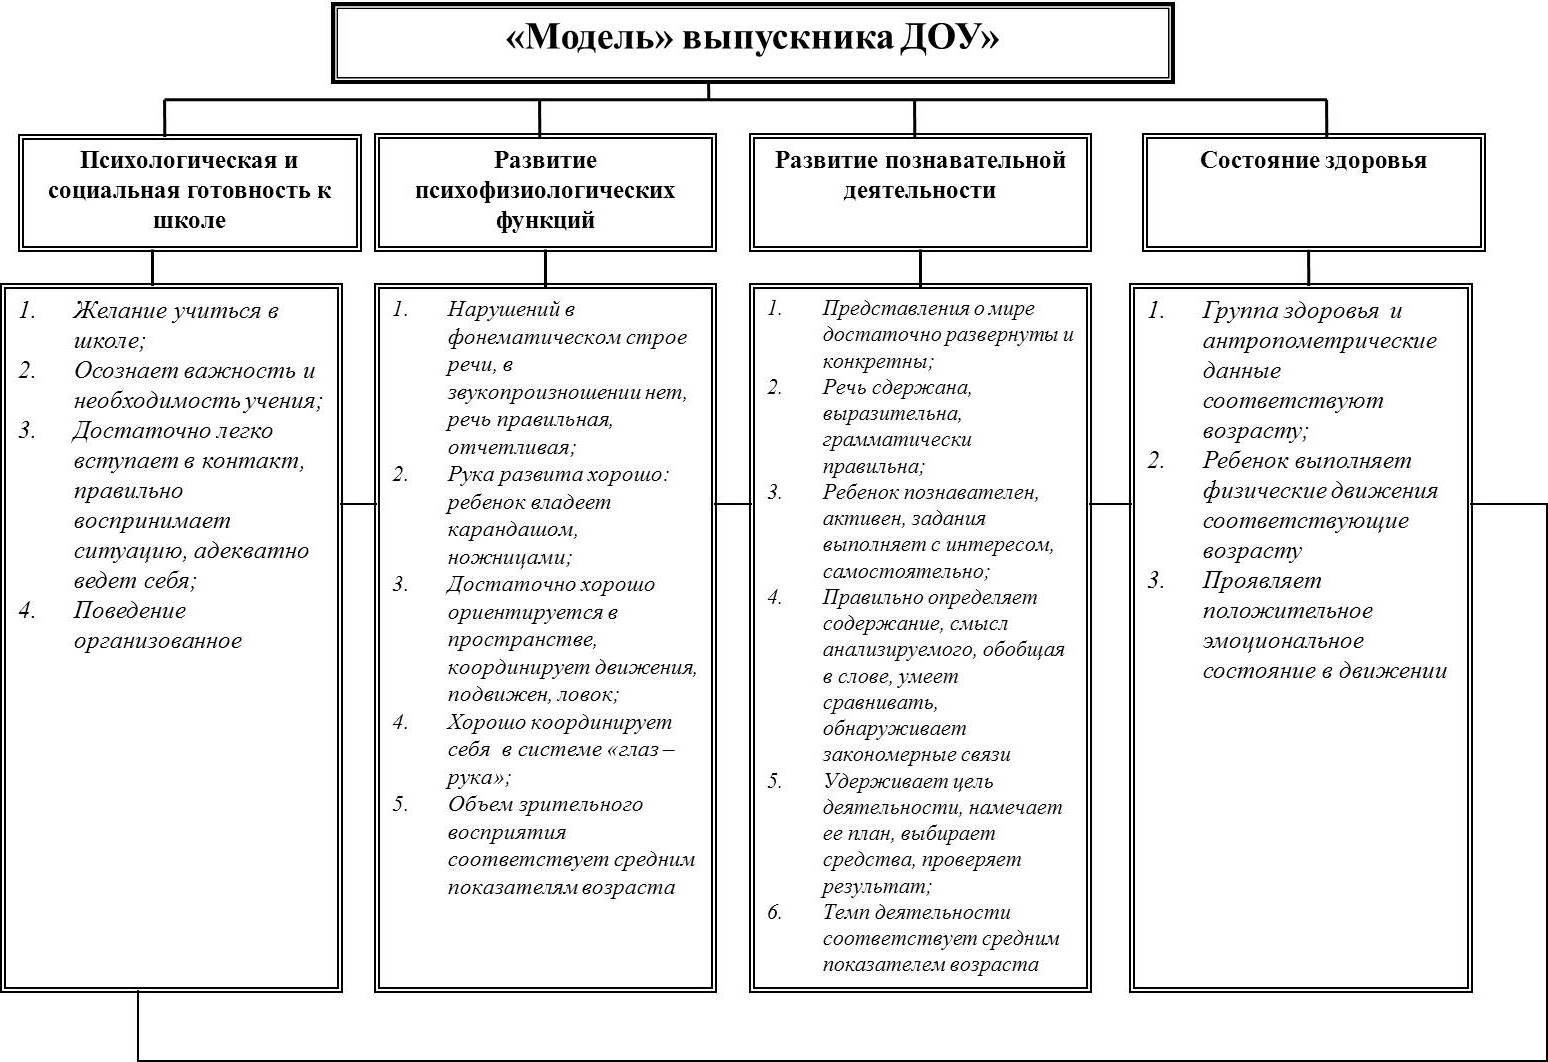 «Модель» выпускника ДОУ»
Психологическая и
социальная готовность к
школе
Развитие
психофизиологических
функций
Развитие познавательной
деятельности
Состояние здоровья
1. Желание учиться в
школе;
2. Осознает важность и
необходимость учения;
3. Достаточно легко
вступает в контакт,
правильно
воспринимает
ситуацию, адекватно
ведет себя;
4. Поведение
организованное
1. Нарушений в
фонематическом строе
речи, в
звукопроизношении нет,
речь правильная,
отчетливая;
2. Рука развита хорошо:
ребенок владеет
карандашом,
ножницами;
3. Достаточно хорошо
ориентируется в
пространстве,
координирует движения,
подвижен, ловок;
4. Хорошо координирует
себя в системе «глаз –
рука»;
5. Объем зрительного
восприятия
соответствует средним
показателям возраста
1. Представления о мире
достаточно развернуты и
конкретны;
2. Речь сдержана,
выразительна,
грамматически
правильна;
3. Ребенок познавателен,
активен, задания
выполняет с интересом,
самостоятельно;
4. Правильно определяет
содержание, смысл
анализируемого, обобщая
в слове, умеет
сравнивать,
обнаруживает
закономерные связи
5. Удерживает цель
деятельности, намечает
ее план, выбирает
средства, проверяет
результат;
6. Темп деятельности
соответствует средним
показателем возраста
1. Группа здоровья и
антропометрические
данные
соответствуют
возрасту;
2. Ребенок выполняет
физические движения
соответствующие
возрасту
3. Проявляет
положительное
эмоциональное
состояние в движении